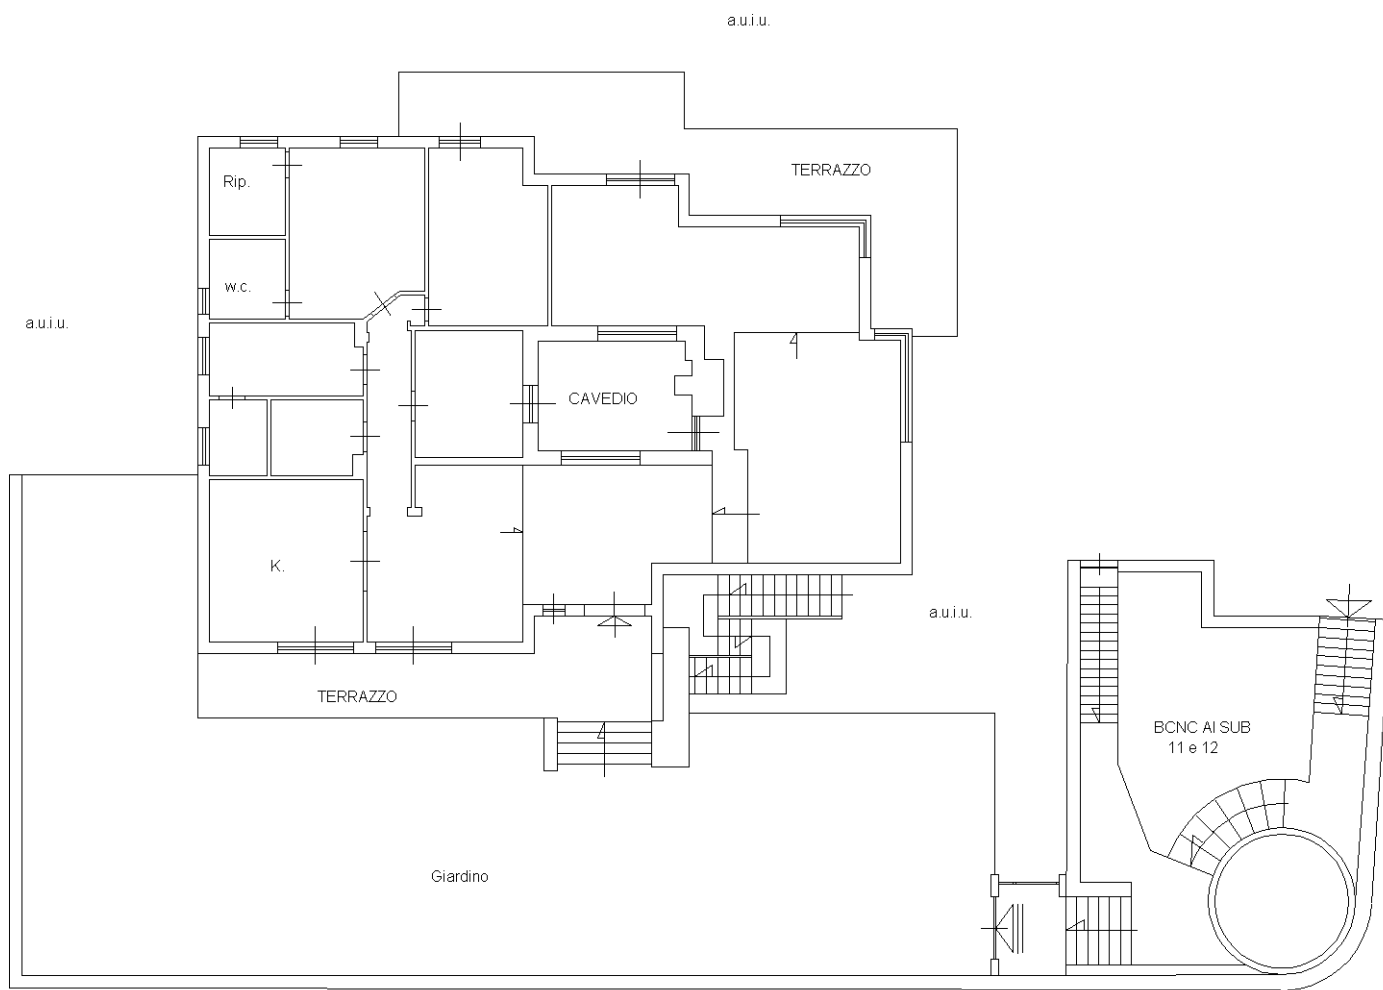 a.u.i.u.
TERRAZZO
Rip.
w.c.
a.u.i.u.
CAVEDIO
K.
a.u.i.u.
TERRAZZO
BCNC AI SUB
11 e 12
Giardino